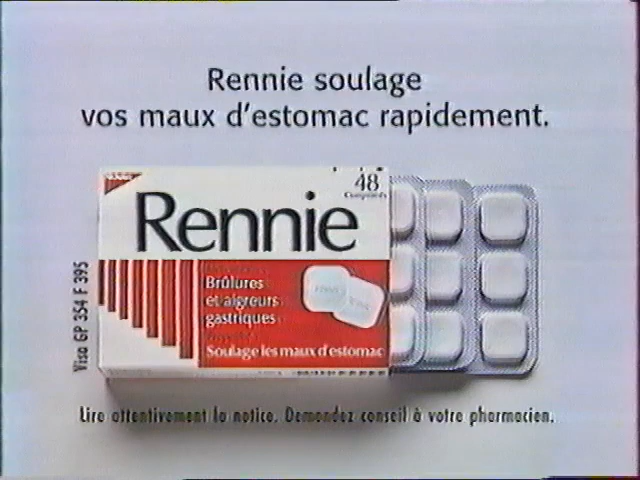 Rennie soulage
vos maux d'estomac rapidement.
48
Comprimés
Rennie
Brûlures
et aigreurs
gastriques
Soulage les maux d'estomac
Visa GP 354 F 395
Lire attentivement la notice. Demandez conseil à votre pharmacien.